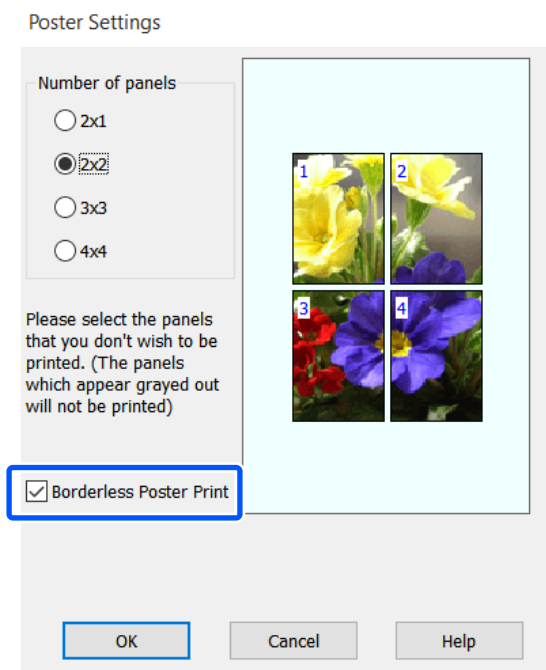 Poster Settings
Number of panels
2x1
2x2
3x3
4x4
1
2
3
4
Please select the panels
that you don't wish to be
printed. (The panels
which appear grayed out
will not be printed)
Borderless Poster Print
OK
Cancel
Help